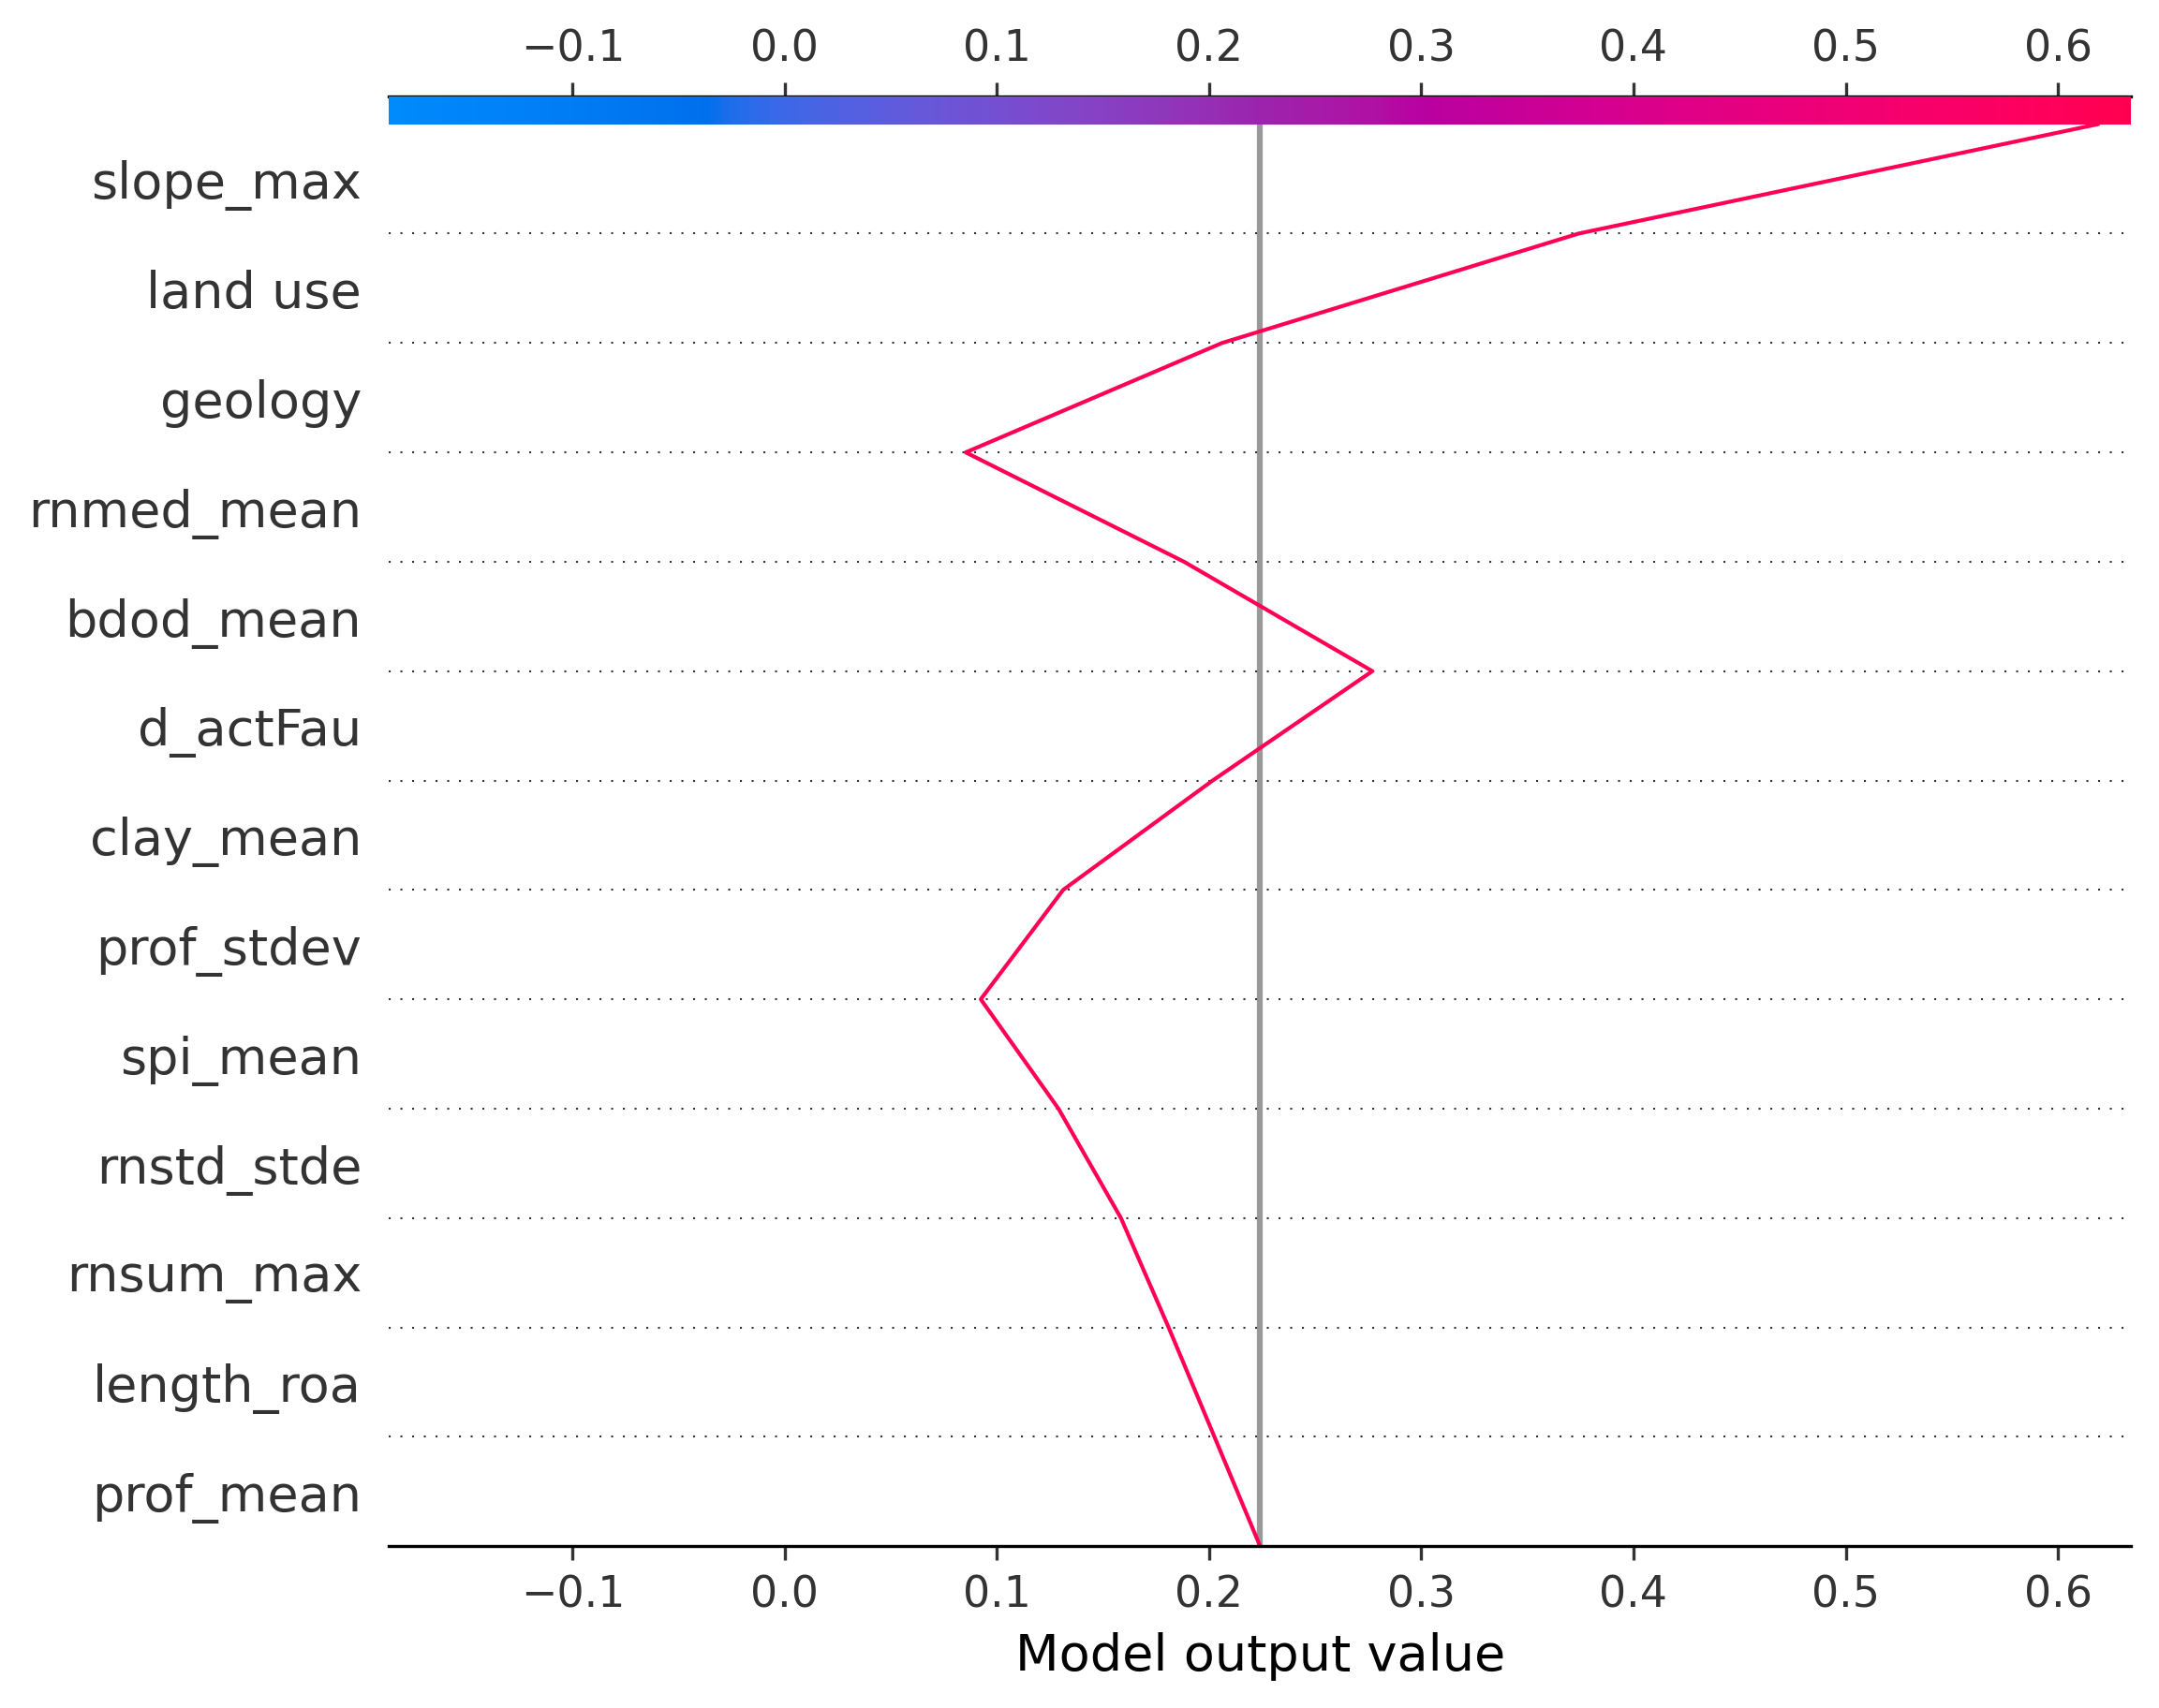 −0.1 0.0 0.1 0.2 0.3 0.4 0.5 0.6
slope_max
land use
geology
rnmed_mean
bdod_mean
d_actFau
clay_mean
prof_stdev
spi_mean
rnstd_stde
rnsum_max
length_roa
prof_mean
−0.1 0.0 0.1 0.2 0.3 0.4 0.5 0.6
Model output value